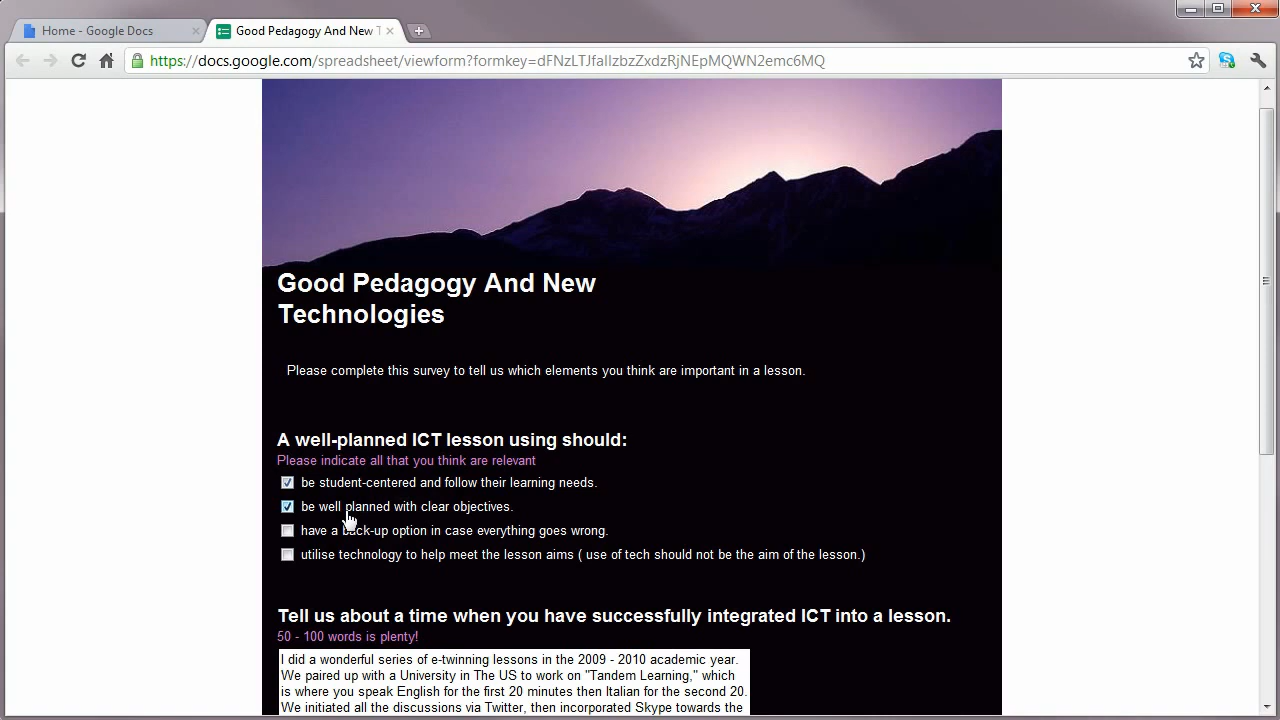 Home - Google Docs
Good Pedagogy And New T
https://docs.google.com/spreadsheet/viewform?formkey=dFNzLTJfallzbzZxdzRjNEpMQWN2emc6MQ
Good Pedagogy And New
Technologies
Please complete this survey to tell us which elements you think are important in a lesson.
A well-planned ICT lesson using should:
Please indicate all that you think are relevant
be student-centered and follow their learning needs.
be well planned with clear objectives.
have a back-up option in case everything goes wrong.
utilise technology to help meet the lesson aims ( use of tech should not be the aim of the lesson.)
Tell us about a time when you have successfully integrated ICT into a lesson.
50 - 100 words is plenty!
I did a wonderful series of e-twinning lessons in the 2009 - 2010 academic year.
We paired up with a University in The US to work on "Tandem Learning," which
is where you speak English for the first 20 minutes then Italian for the second 20.
We initiated all the discussions via Twitter, then incorporated Skype towards the